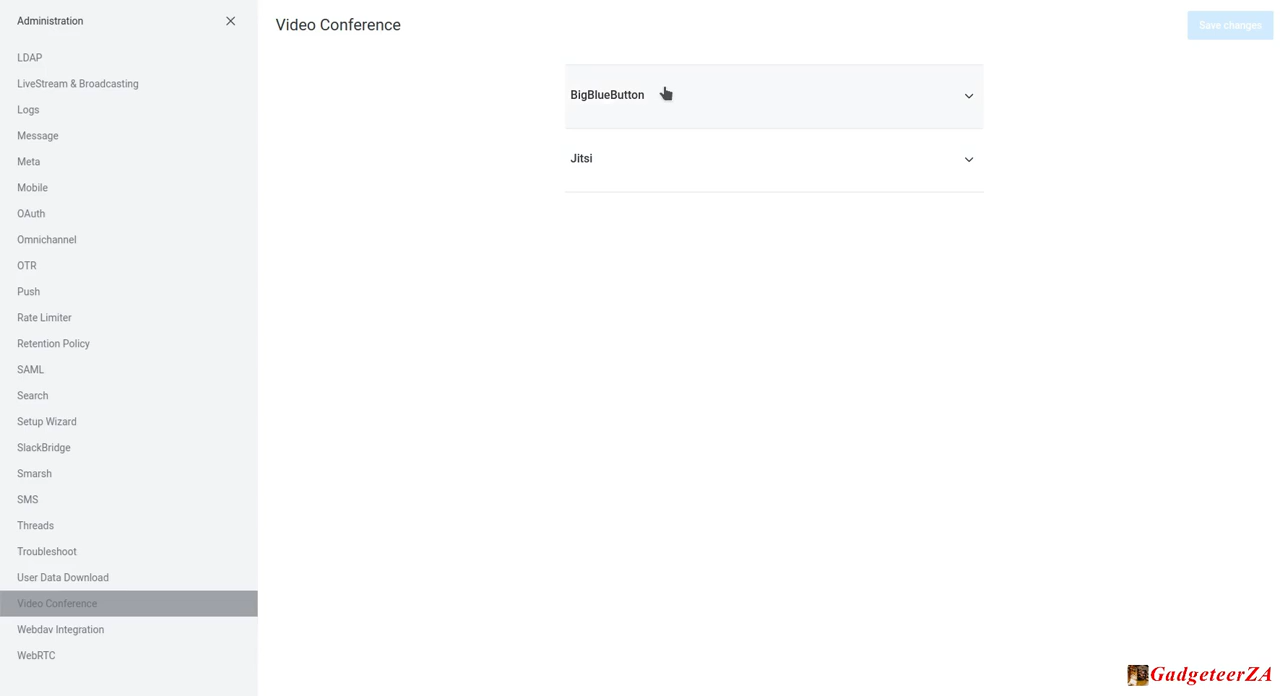 Administration
LDAP
LiveStream & Broadcasting
Logs
Message
Meta
Mobile
OAuth
Omnichannel
OTR
Push
Rate Limiter
Retention Policy
SAML
Search
Setup Wizard
SlackBridge
Smarsh
SMS
Threads
Troubleshoot
User Data Download
Video Conference
Webdav Integration
WebRTC
Video Conference
Save changes
BigBlueButton
Jitsi
GadgeteerZA